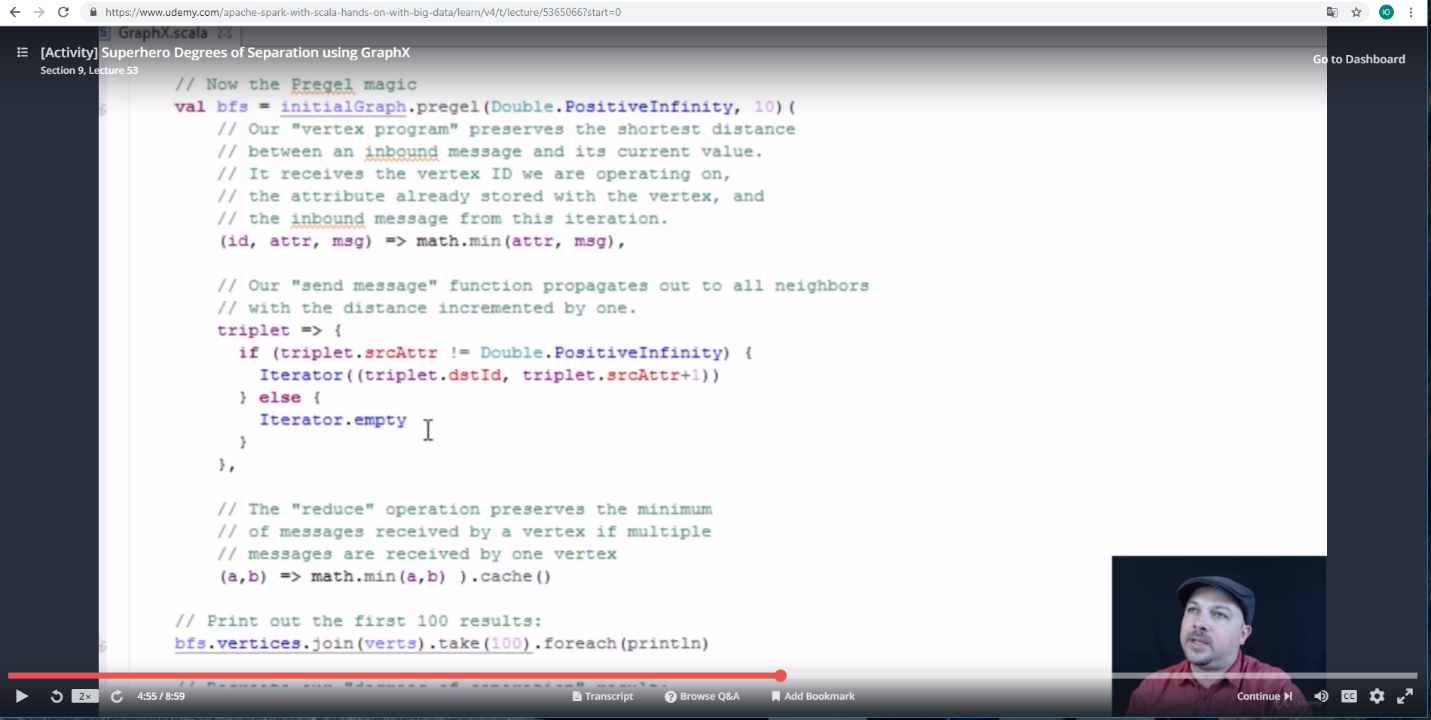 https://www.udemy.com/apache-spark-with-scala-hands-on-with-big-data/learn/v4/t/lecture/5365066?start=0
GraphX.scala
[Activity] Superhero Degrees of Separation using GraphX
Section 9, Lecture 53
Go to Dashboard
// Now the Pregel magic
val bfs = initialGraph.pregel(Double.PositiveInfinity, 10)(
// Our "vertex program" preserves the shortest distance
// between an inbound message and its current value.
// It receives the vertex ID we are operating on,
// the attribute already stored with the vertex, and
// the inbound message from this iteration.
(id, attr, msg) => math.min(attr, msg),
// Our "send message" function propagates out to all neighbors
// with the distance incremented by one.
triplet => {
if (triplet.srcAttr != Double.PositiveInfinity) {
Iterator((triplet.dstId, triplet.srcAttr+1))
} else {
Iterator.empty
}
},
// The "reduce" operation preserves the minimum
// of messages received by a vertex if multiple
// messages are received by one vertex
(a,b) => math.min(a,b) ).cache()
// Print out the first 100 results:
bfs.vertices.join(verts).take(100).foreach(println)
2×
4:55 / 8:59
Transcript
Browse Q&A
Add Bookmark
Continue
CC